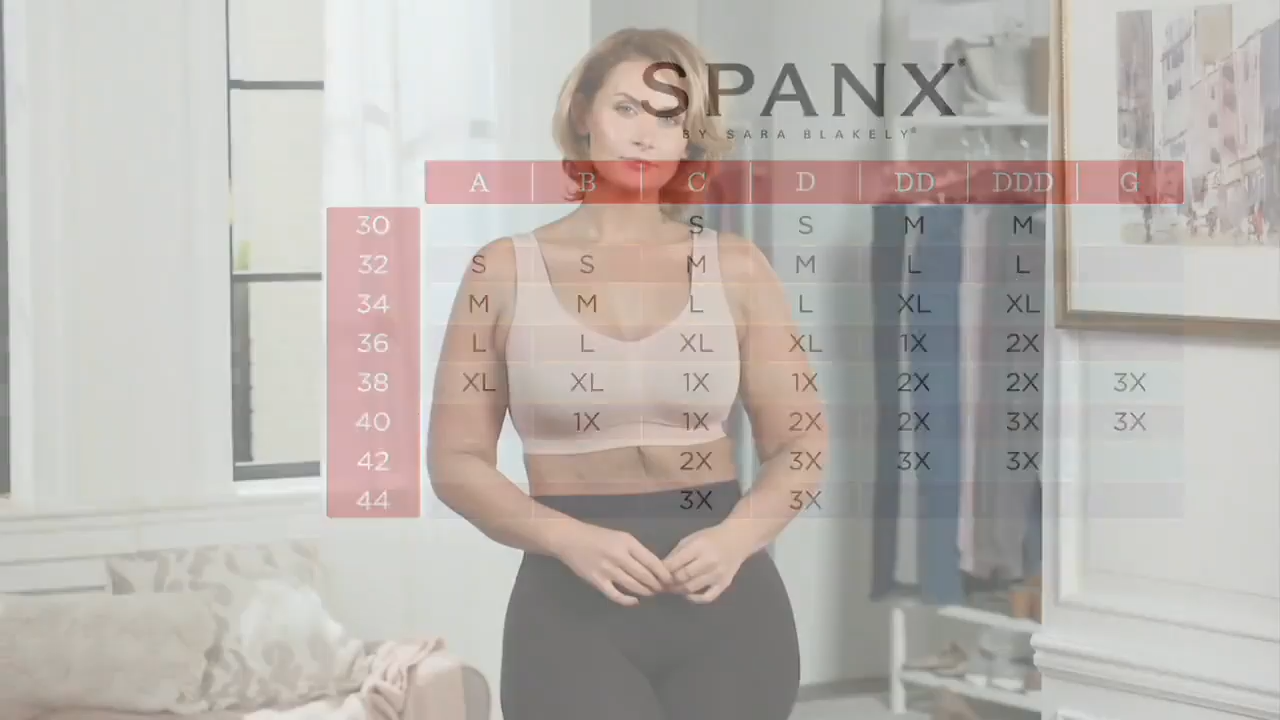 SPANX®
BY SARA BLAKELY®
A B C D DD DDD G
30 S S M M
32 S S M M L L
34 M M L L XL XL
36 L L XL XL 1X 2X
38 XL XL 1X 1X 2X 2X 3X
40 1X 1X 2X 2X 3X 3X
42 2X 3X 3X 3X
44 3X 3X